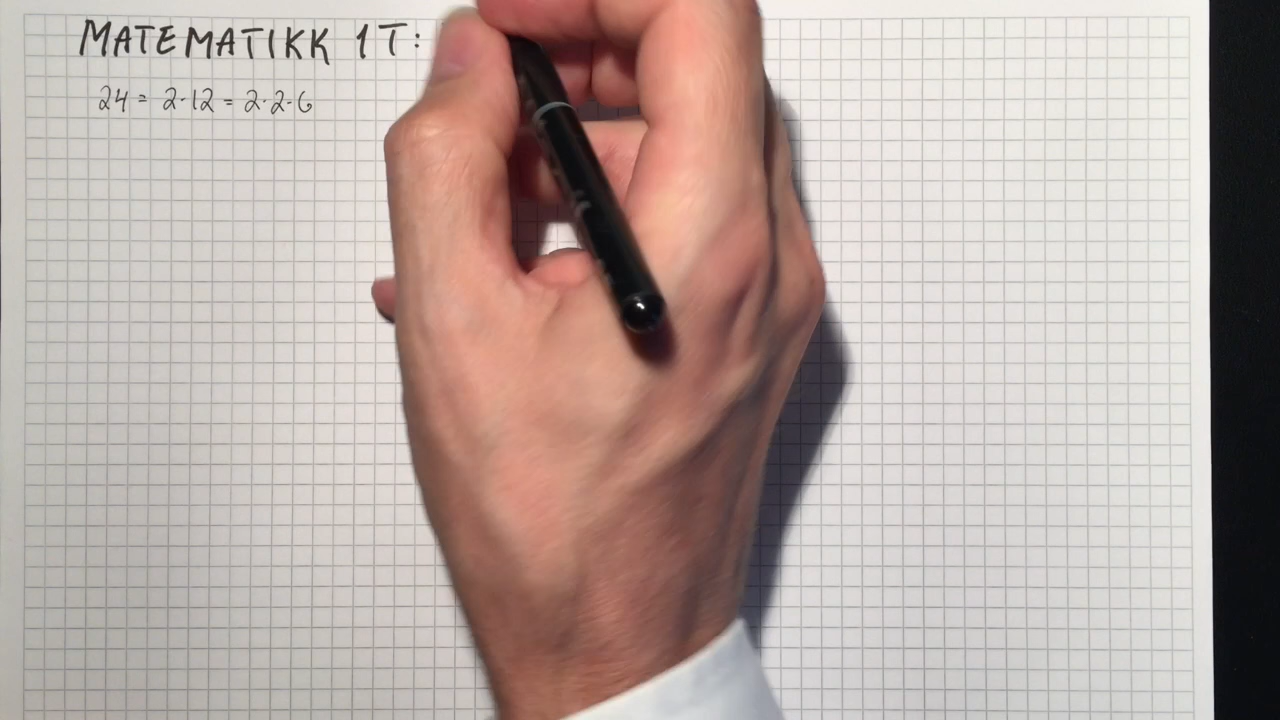 MATEMATIKK 1T:
24 = 2·12 = 2·2·6